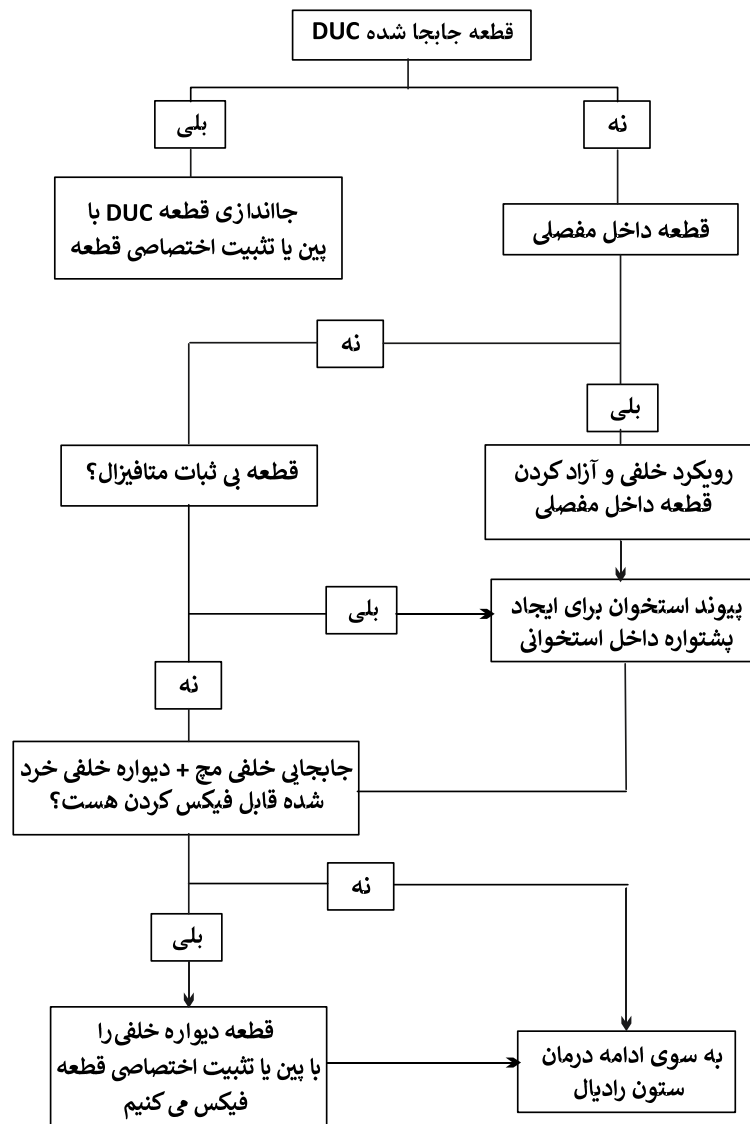 قطعه جابجا شده DUC
بلی
نه
جااندازی قطعه DUC با
پین یا تثبیت اختصاصی قطعه
قطعه داخل مفصلی
نه
بلی
قطعه بی ثبات متافیزال؟
رویکرد خلفی و آزاد کردن
قطعه داخل مفصلی
بلی
پیوند استخوان برای ایجاد
پشتواره داخل استخوانی
نه
جابجایی خلفی مچ + دیواره خلفی خرد
شده قابل فیکس کردن هست؟
نه
بلی
قطعه دیواره خلفی را
با پین یا تثبیت اختصاصی قطعه
فیکس می کنیم
به سوی ادامه درمان
ستون رادیال